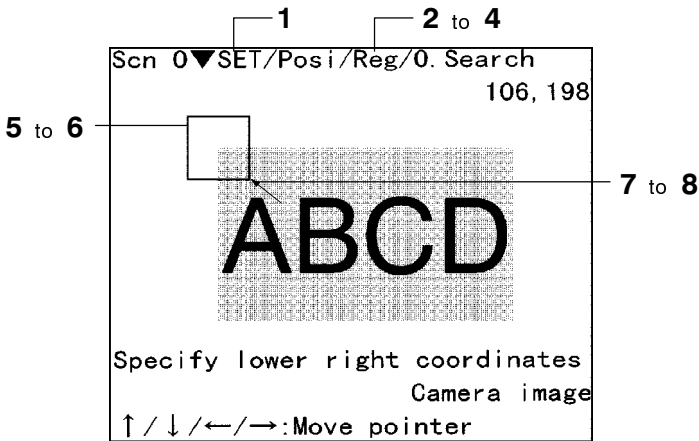 1
2 to 4
Scn 0▼SET/Posi/Reg/0. Search
106, 198
5 to 6
7 to 8
ABCD
Specify lower right coordinates
Camera image
↑/↓/←/→:Move pointer